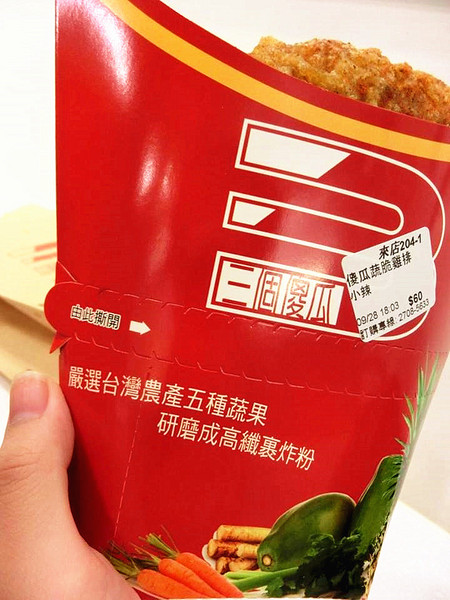 三個傻瓜
來店204-1
傻瓜蔬脆雞排
小辣
$60
09/28 18:03
訂購專線: 2708-5633
由此撕開
嚴選台灣農產五種蔬果
研磨成高纖裹炸粉